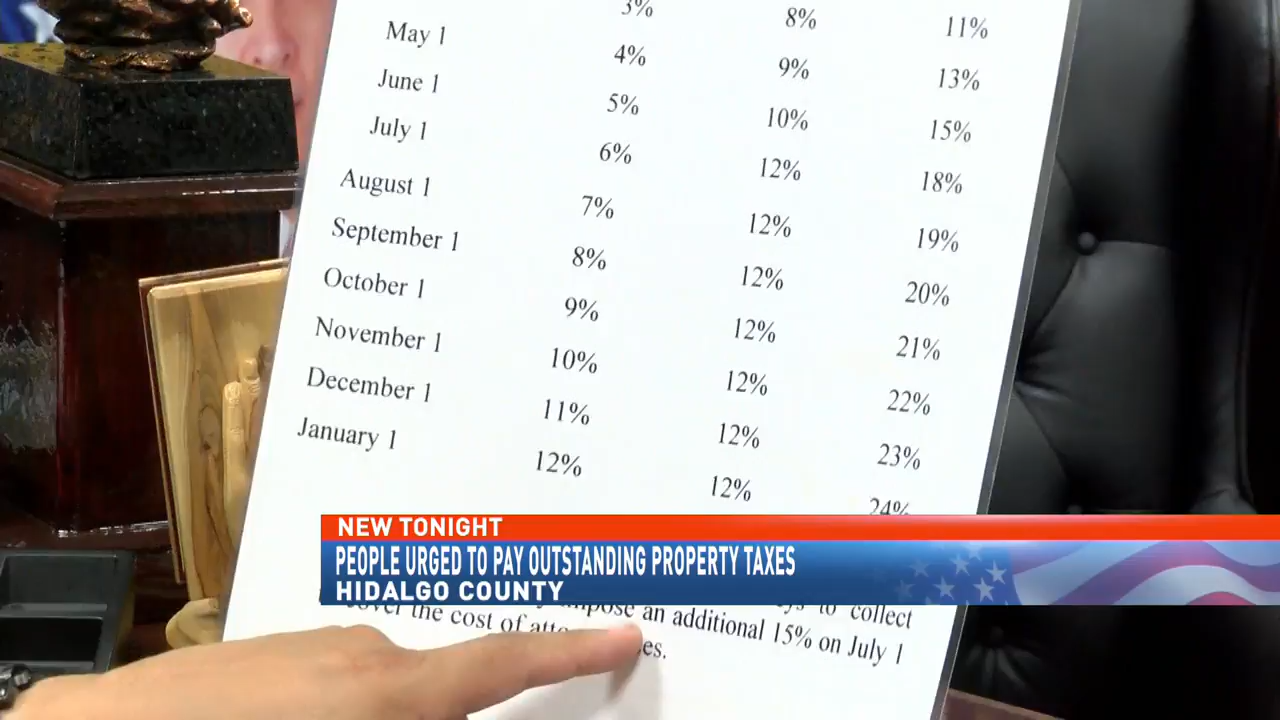 3% 8% 11%
May 1 4% 9% 13%
June 1 5% 10% 15%
July 1 6% 12% 18%
August 1 7% 12% 19%
September 1 8% 12% 20%
October 1 9% 12% 21%
November 1 10% 12% 22%
December 1 11% 12% 23%
January 1 12% 12% 24%
NEW TONIGHT
PEOPLE URGED TO PAY OUTSTANDING PROPERTY TAXES
HIDALGO COUNTY
to collect
impose an additional 15% on July 1
the cost of